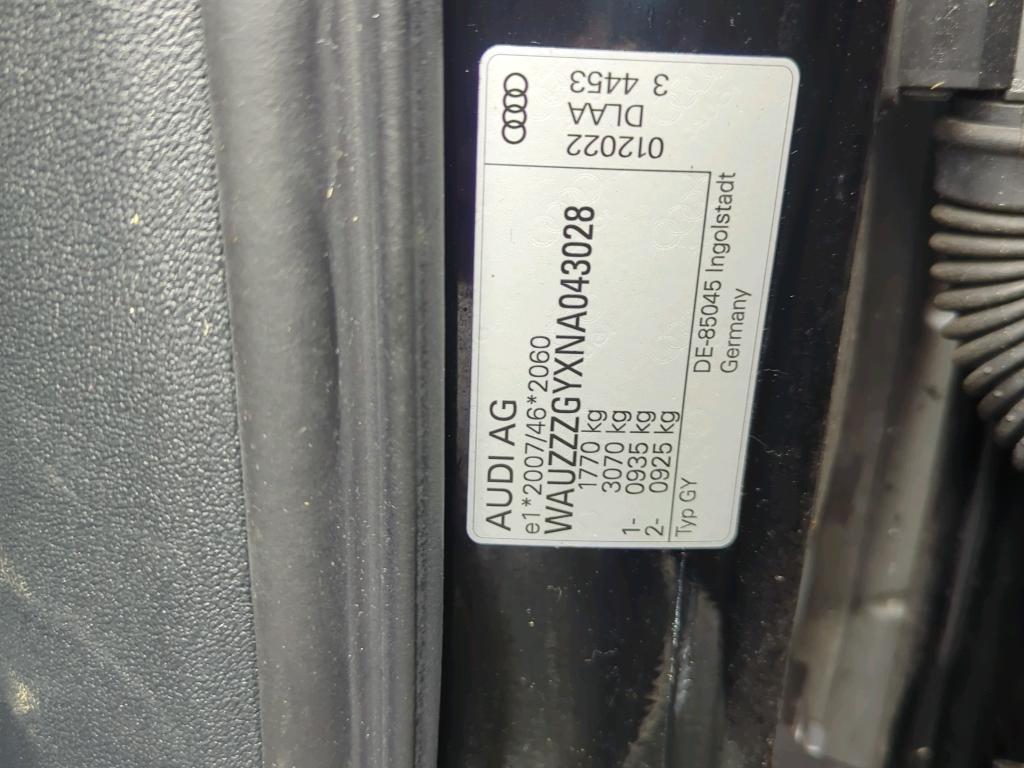 AUDI AG
e1*2007/46*2060
WAUZZZGYXNA043028
1770 kg
3070 kg
1- 0935 kg
2- 0925 kg
Typ GY
DE-85045 Ingolstadt
Germany
012022
DLAA
3 4453